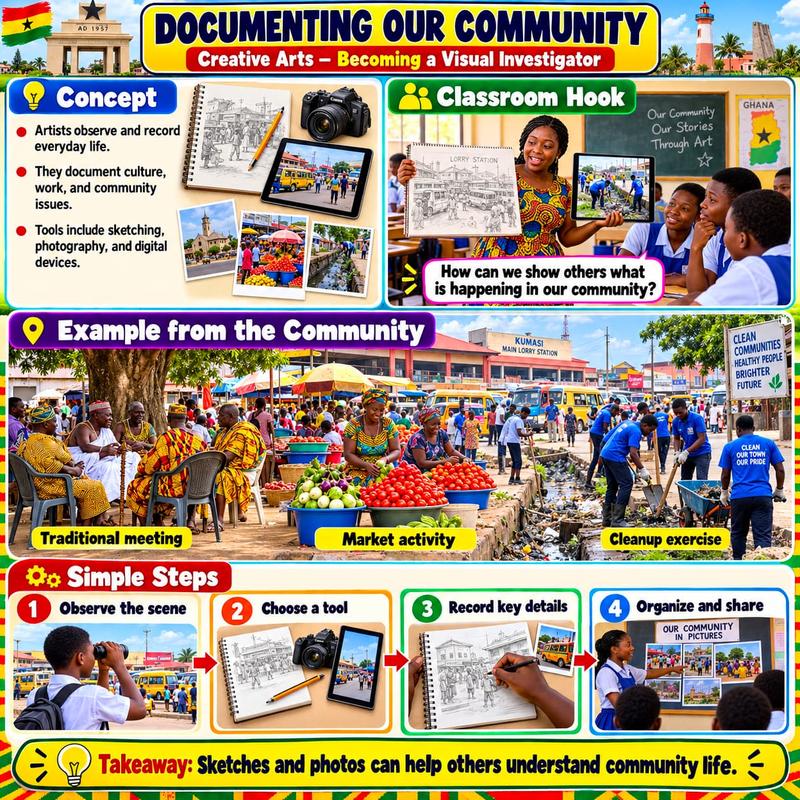 AD 1957
DOCUMENTING OUR COMMUNITY
Creative Arts – Becoming a Visual Investigator
Concept
Artists observe and record
everyday life.
They document culture,
work, and community
issues.
Tools include sketching,
photography, and digital
devices.
Canon
Classroom Hook
LORRY STATION
Our Community
Our Stories
Through Art
GHANA
How can we show others what
is happening in our community?
Example from the Community
KUMASI
MAIN LORRY STATION
CLEAN
COMMUNITIES
HEALTHY PEOPLE
BRIGHTER
FUTURE
CLEAN
OUR TOWN
OUR PRIDE
Traditional meeting
Market activity
Cleanup exercise
Simple Steps
1 Observe the scene
2 Choose a tool
3 Record key details
4 Organize and share
OUR COMMUNITY
IN PICTURES
Takeaway: Sketches and photos can help others understand community life.